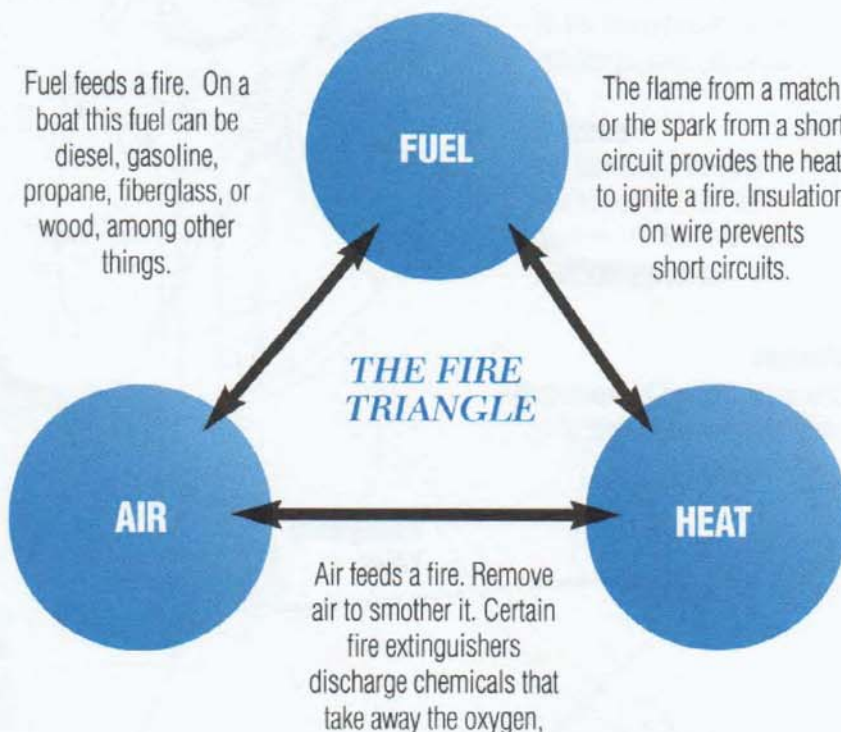 Fuel feeds a fire. On a
boat this fuel can be
diesel, gasoline,
propane, fiberglass, or
wood, among other
things.
FUEL
The flame from a match
or the spark from a short
circuit provides the heat
to ignite a fire. Insulation
on wire prevents
short circuits.
THE FIRE
TRIANGLE
AIR
HEAT
Air feeds a fire. Remove
air to smother it. Certain
fire extinguishers
discharge chemicals that
take away the oxygen,